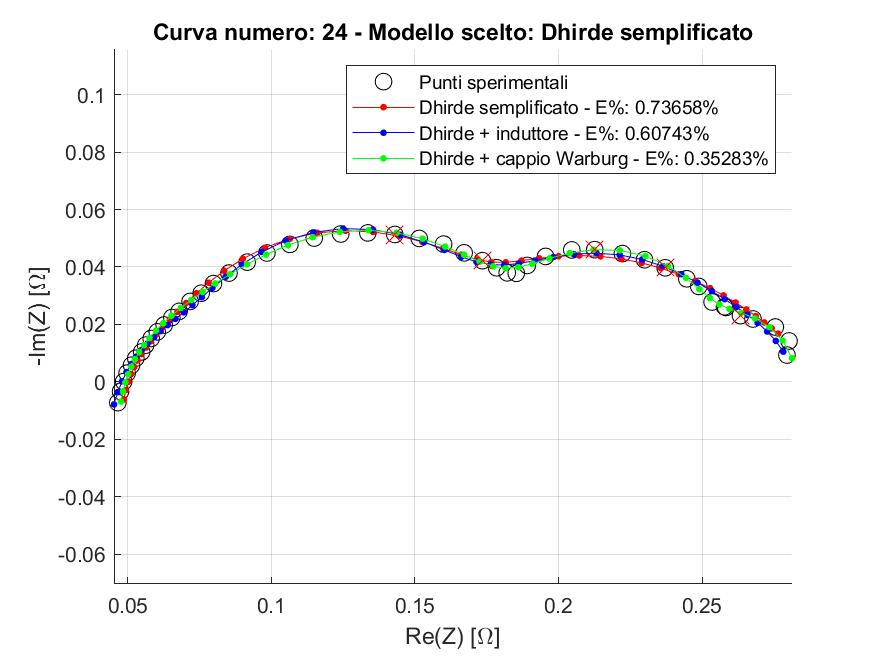 Curva numero: 24 - Modello scelto: Dhirde semplificato
Punti sperimentali
Dhirde semplificato - E%: 0.73658%
Dhirde + induttore - E%: 0.60743%
Dhirde + cappio Warburg - E%: 0.35283%
-Im(Z) [Ω]
0.1
0.08
0.06
0.04
0.02
0
-0.02
-0.04
-0.06
0.05 0.1 0.15 0.2 0.25
Re(Z) [Ω]